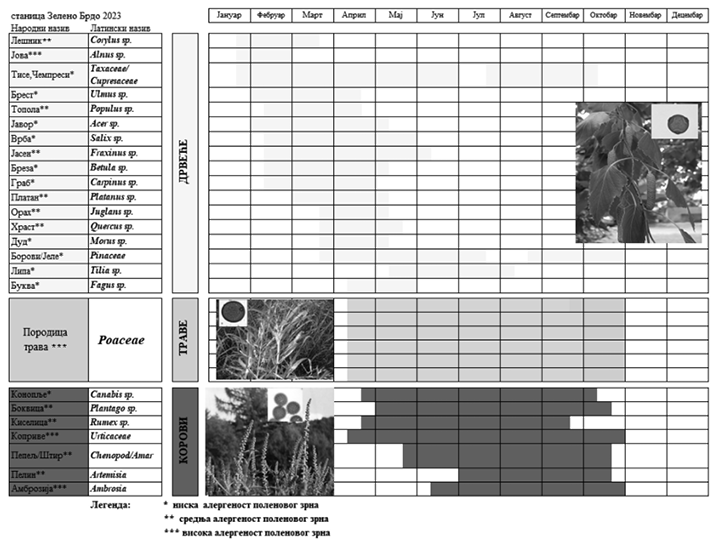 станица Зелено Брдо 2023
Јануар Фебруар Март Април Мај Јун Јул Август Септембар Октобар Новембар Децембар
Народни назив Латински назив
Лешник** Corylus sp.
Јова*** Alnus sp.
Тисе,Чемпреси* Taxaceae/
Cupresaceae
Брест* Ulmus sp.
Топола** Populus sp.
Јавор* Acer sp.
Врба* Salix sp.
Јасен** Fraxinus sp.
Бреза* Betula sp.
Граб* Carpinus sp.
Платан** Platanus sp.
Орах** Juglans sp.
Храст** Quercus sp.
Дуд* Morus sp.
Борови/Јеле* Pinaceae
Липа* Tilia sp.
Буква* Fagus sp.
ДРВЕЋЕ
Породица
трава ***
Poaceae
ТРАВЕ
Конопље* Canabis sp.
Боквица** Plantago sp.
Киселица** Rumex sp.
Коприве*** Urticaceae
Пепељ/Штир** Chenopod/Amar
Пелин** Artemisia
Амброзија*** Ambrosia
КОРОВИ
Легенда: * ниска алергеност поленовог зрна
** средња алергеност поленовог зрна
*** висока алергеност поленовог зрна